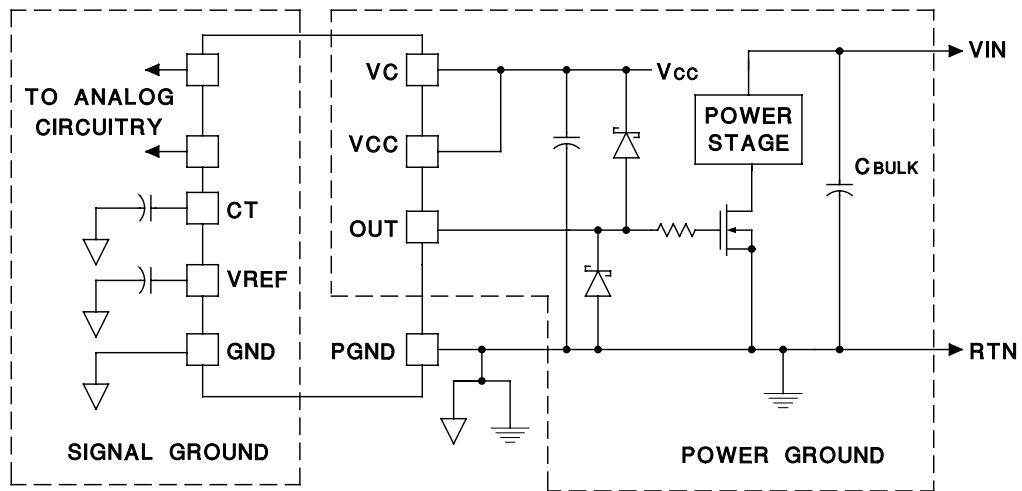 TO ANALOG
CIRCUITRY
CT
VREF
GND
SIGNAL GROUND
VC
VCC
OUT
PGND
VCC
POWER
STAGE
CBULK
VIN
RTN
POWER GROUND